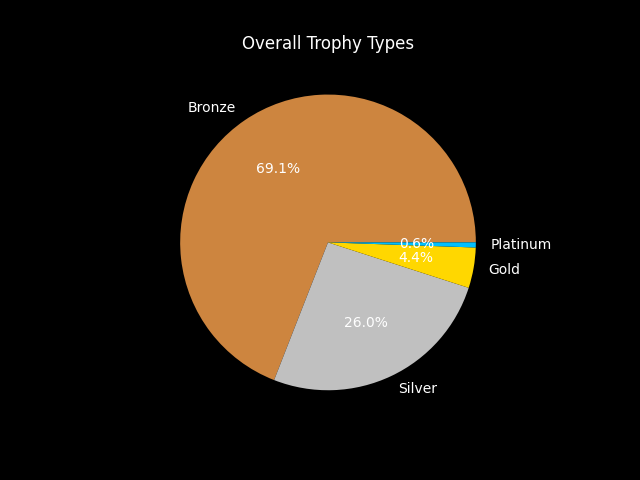 Overall Trophy Types
Bronze
69.1%
0.6%
Platinum
4.4%
Gold
26.0%
Silver